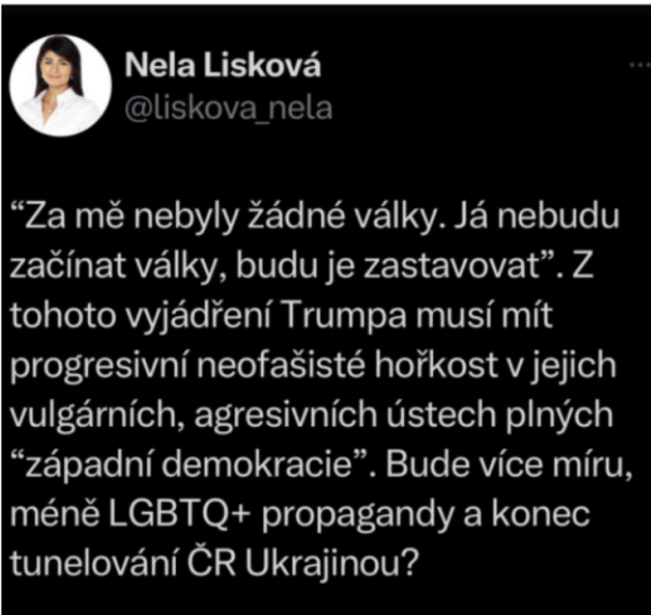 Nela Lisková
@liskova_nela
“Za mě nebyly žádné války. Já nebudu
začínat války, budu je zastavovat”. Z
tohoto vyjádření Trumpa musí mít
progresivní neofašisté hořkost v jejich
vulgárních, agresivních ústech plných
“západní demokracie”. Bude více míru,
méně LGBTQ+ propagandy a konec
tunelování ČR Ukrajinou?